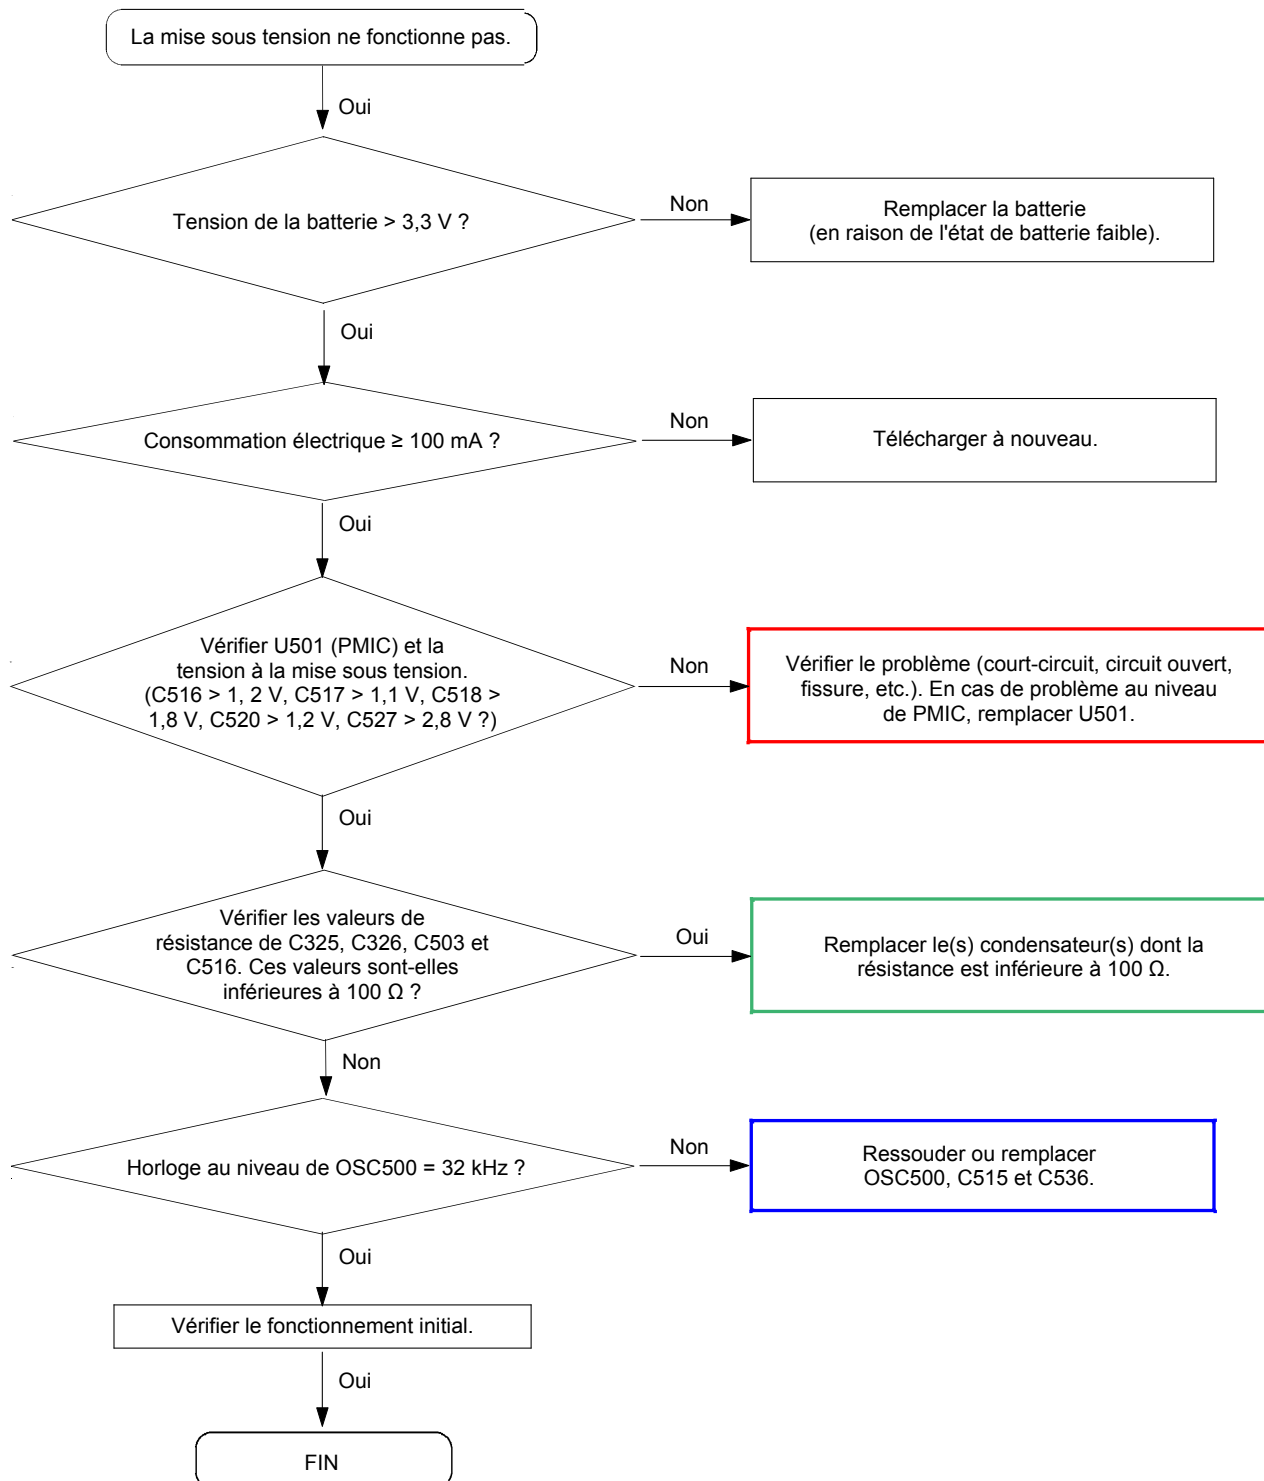 La mise sous tension ne fonctionne pas.
Oui
Tension de la batterie > 3,3 V ?
Non
Remplacer la batterie
(en raison de l'état de batterie faible).
Oui
Consommation électrique ≥ 100 mA ?
Non
Télécharger à nouveau.
Oui
Vérifier U501 (PMIC) et la
tension à la mise sous tension.
(C516 > 1, 2 V, C517 > 1,1 V, C518 >
1,8 V, C520 > 1,2 V, C527 > 2,8 V ?)
Non
Vérifier le problème (court-circuit, circuit ouvert,
fissure, etc.). En cas de problème au niveau
de PMIC, remplacer U501.
Oui
Vérifier les valeurs de
résistance de C325, C326, C503 et
C516. Ces valeurs sont-elles
inférieures à 100 Ω ?
Oui
Remplacer le(s) condensateur(s) dont la
résistance est inférieure à 100 Ω.
Non
Horloge au niveau de OSC500 = 32 kHz ?
Non
Ressouder ou remplacer
OSC500, C515 et C536.
Oui
Vérifier le fonctionnement initial.
Oui
FIN